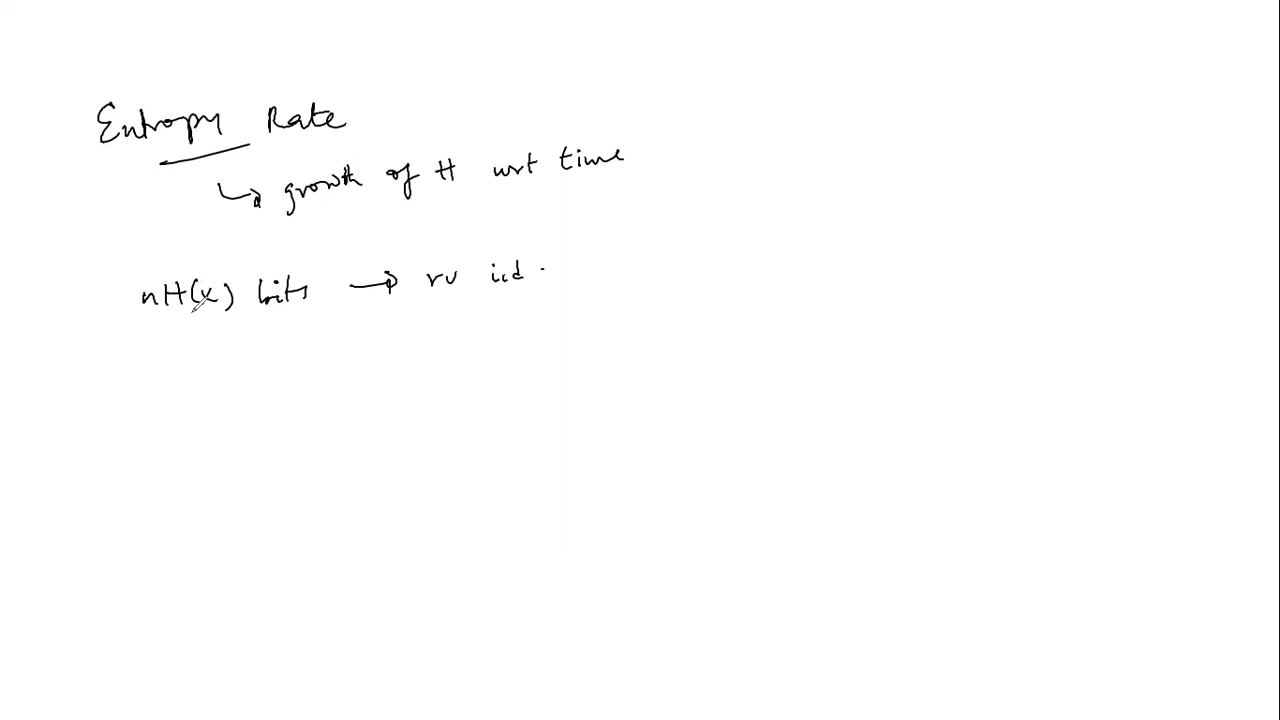 Entropy Rate
↳ growth of H wrt time
nH(x) bits → rv iid.